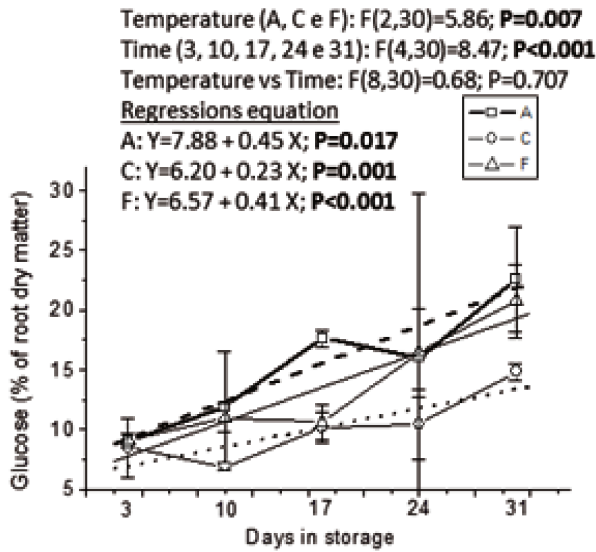 Temperature (A, C e F): F(2,30)=5.86; P=0.007
Time (3, 10, 17, 24 e 31): F(4,30)=8.47; P<0.001
Temperature vs Time: F(8,30)=0.68; P=0.707
Regressions equation
A: Y=7.88 + 0.45 X; P=0.017
C: Y=6.20 + 0.23 X; P=0.001
F: Y=6.57 + 0.41 X; P<0.001
A
C
F
Glucose (% of root dry matter)
30
25
20
15
10
5
3 10 17 24 31
Days in storage